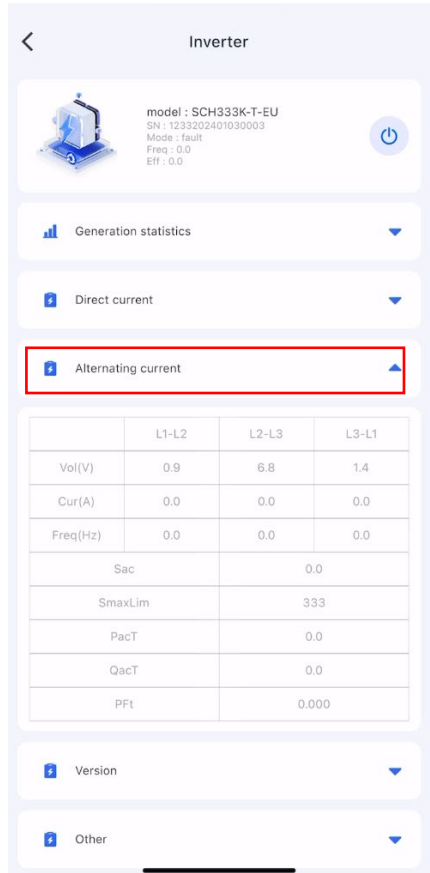 Inverter
model : SCH333K-T-EU
SN : 1233202401030003
Mode : fault
Freq : 0.0
Eff : 0.0
Generation statistics
Direct current
Alternating current
L1-L2 L2-L3 L3-L1
Vol(V) 0.9 6.8 1.4
Cur(A) 0.0 0.0 0.0
Freq(Hz) 0.0 0.0 0.0
Sac 0.0
SmaxLim 333
PacT 0.0
QacT 0.0
PFt 0.000
Version
Other